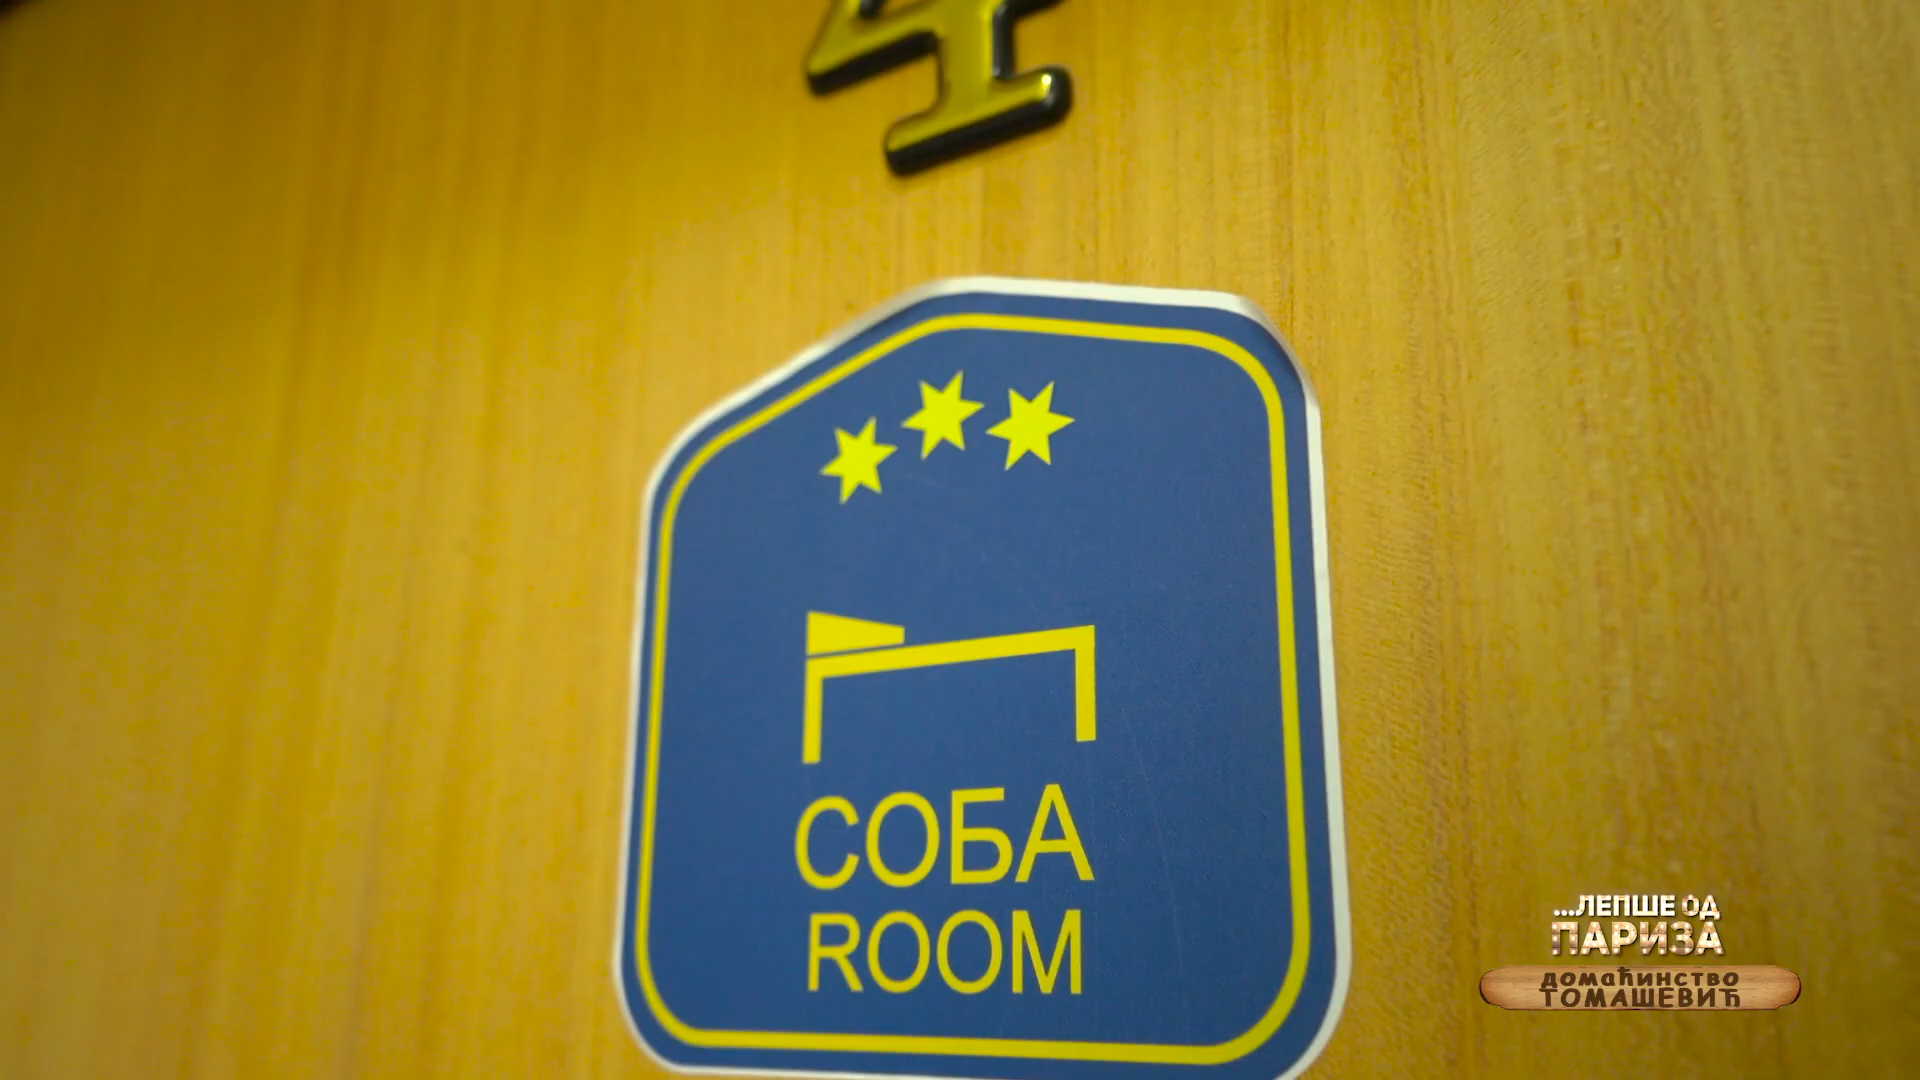 4
СОБА
ROOM
...ЛЕПШЕ ОД
ПАРИЗА
домаћинство
ТОМАШЕВИЋ